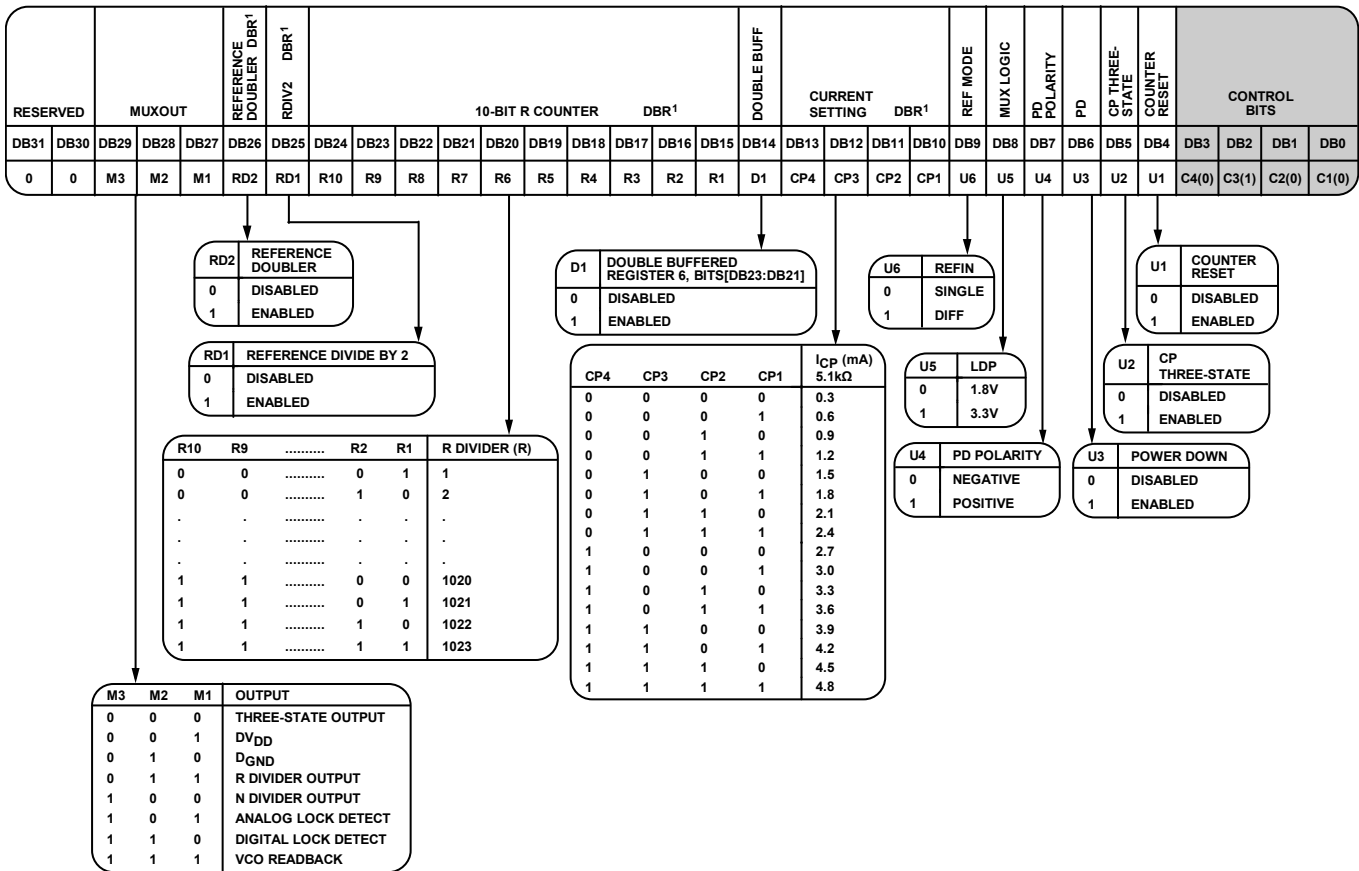 RESERVED MUXOUT REFERENCE DOUBLER DBR1 RDIV2 DBR1 10-BIT R COUNTER DBR1 DOUBLE BUFF CURRENT SETTING DBR1 REF MODE MUX LOGIC PD POLARITY PD CP THREE-STATE COUNTER RESET CONTROL BITS
DB31 DB30 DB29 DB28 DB27 DB26 DB25 DB24 DB23 DB22 DB21 DB20 DB19 DB18 DB17 DB16 DB15 DB14 DB13 DB12 DB11 DB10 DB9 DB8 DB7 DB6 DB5 DB4 DB3 DB2 DB1 DB0
0 0 M3 M2 M1 RD2 RD1 R10 R9 R8 R7 R6 R5 R4 R3 R2 R1 D1 CP4 CP3 CP2 CP1 U6 U5 U4 U3 U2 U1 C4(0) C3(1) C2(0) C1(0)
RD2 REFERENCE DOUBLER
0 DISABLED
1 ENABLED
RD1 REFERENCE DIVIDE BY 2
0 DISABLED
1 ENABLED
R10 R9 .......... R2 R1 R DIVIDER (R)
0 0 .......... 0 1 1
0 0 .......... 1 0 2
. . .......... . . .
. . .......... . . .
. . .......... . . .
1 1 .......... 0 0 1020
1 1 .......... 0 1 1021
1 1 .......... 1 0 1022
1 1 .......... 1 1 1023
M3 M2 M1 OUTPUT
0 0 0 THREE-STATE OUTPUT
0 0 1 DVDD
0 1 0 DGND
0 1 1 R DIVIDER OUTPUT
1 0 0 N DIVIDER OUTPUT
1 0 1 ANALOG LOCK DETECT
1 1 0 DIGITAL LOCK DETECT
1 1 1 VCO READBACK
D1 DOUBLE BUFFERED
REGISTER 6, BITS[DB23:DB21]
0 DISABLED
1 ENABLED
CP4 CP3 CP2 CP1 ICP (mA) 5.1kΩ
0 0 0 0 0.3
0 0 0 1 0.6
0 0 1 0 0.9
0 0 1 1 1.2
0 1 0 0 1.5
0 1 0 1 1.8
0 1 1 0 2.1
0 1 1 1 2.4
1 0 0 0 2.7
1 0 0 1 3.0
1 0 1 0 3.3
1 0 1 1 3.6
1 1 0 0 3.9
1 1 0 1 4.2
1 1 1 0 4.5
1 1 1 1 4.8
U6 REFIN
0 SINGLE
1 DIFF
U5 LDP
0 1.8V
1 3.3V
U4 PD POLARITY
0 NEGATIVE
1 POSITIVE
U1 COUNTER RESET
0 DISABLED
1 ENABLED
U2 CP THREE-STATE
0 DISABLED
1 ENABLED
U3 POWER DOWN
0 DISABLED
1 ENABLED